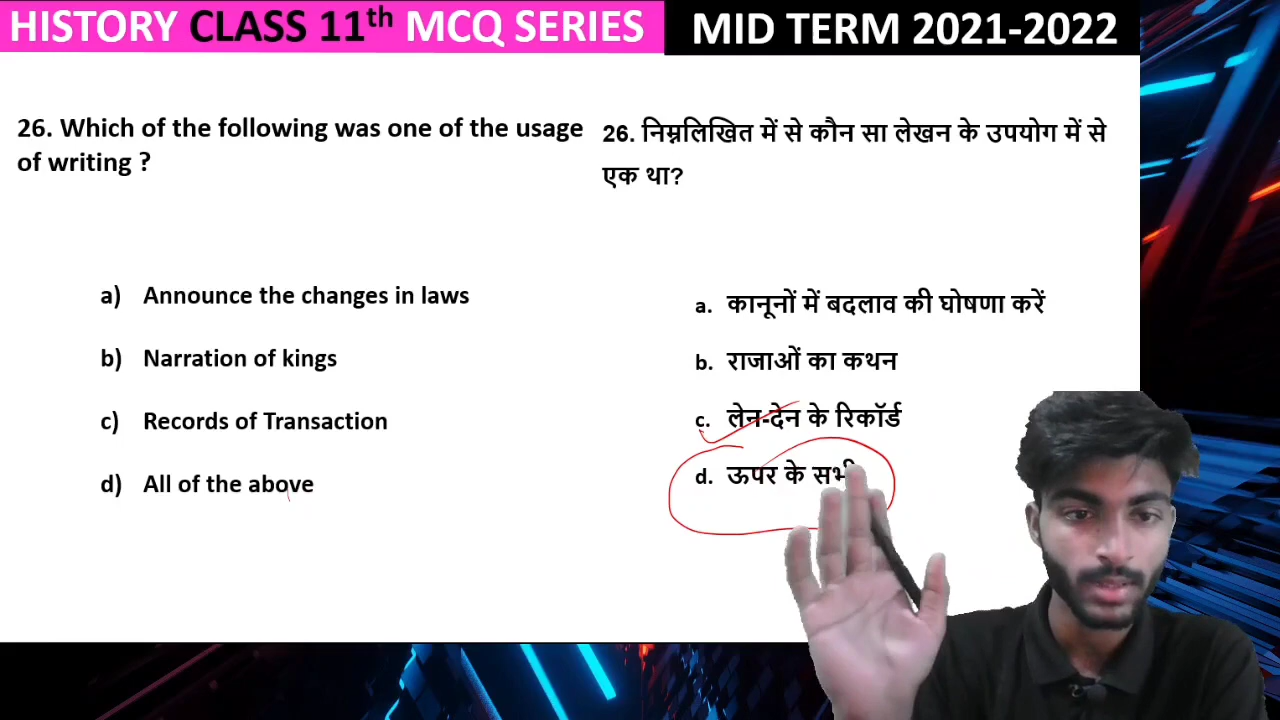 HISTORY CLASS 11th MCQ SERIES
MID TERM 2021-2022
26. Which of the following was one of the usage
of writing ?
a) Announce the changes in laws
b) Narration of kings
c) Records of Transaction
d) All of the above
26. निम्नलिखित में से कौन सा लेखन के उपयोग में से
एक था?
a. कानूनों में बदलाव की घोषणा करें
b. राजाओं का कथन
c. लेन-देन के रिकॉर्ड
d. ऊपर के सभी